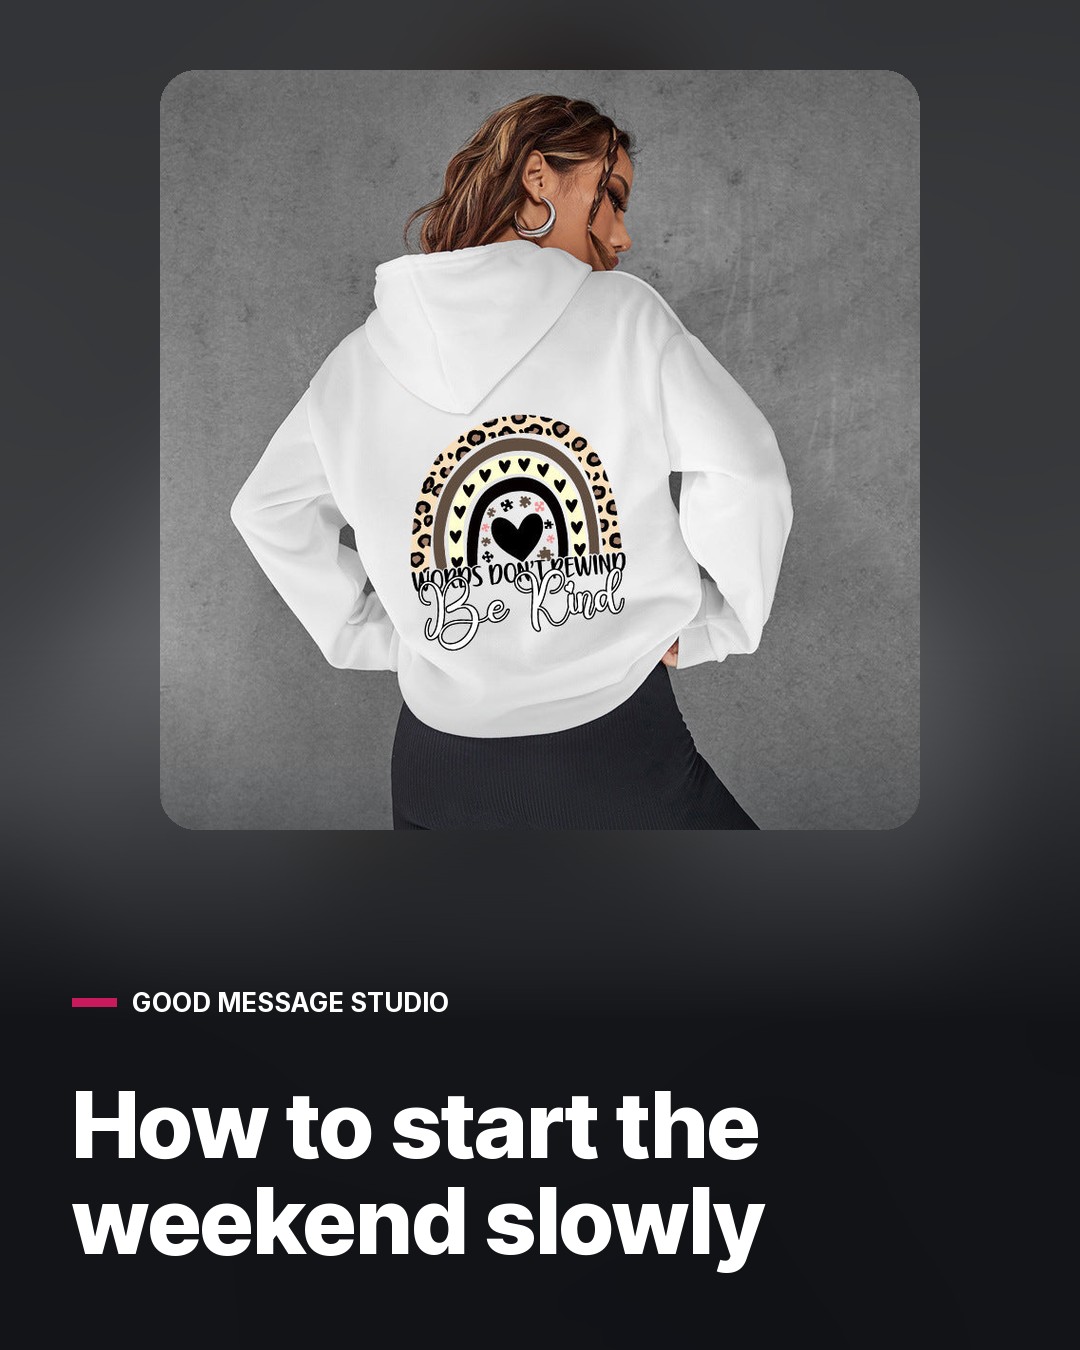 WORDS DON'T REWIND
Be Kind
GOOD MESSAGE STUDIO
How to start the
weekend slowly